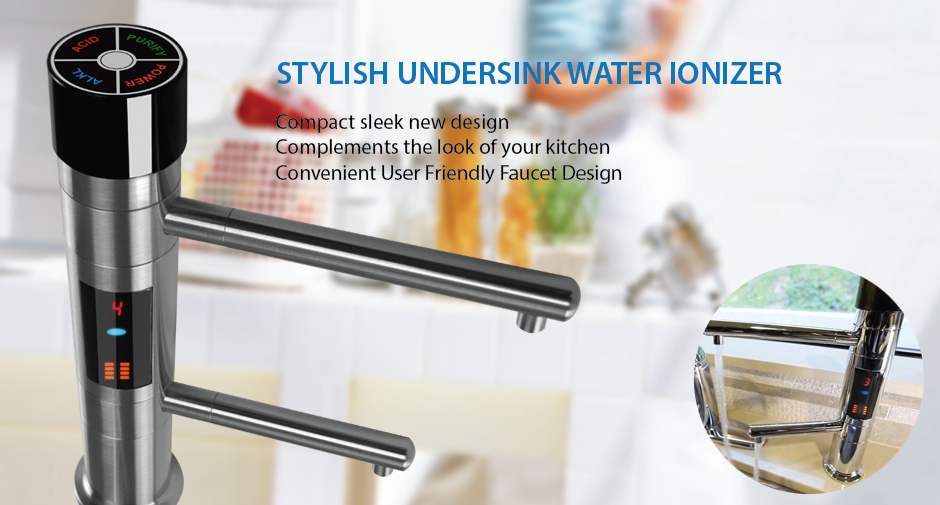 STYLISH UNDERSINK WATER IONIZER
Compact sleek new design
Complements the look of your kitchen
Convenient User Friendly Faucet Design
ACID
PURIFY
ALKL
POWER
4